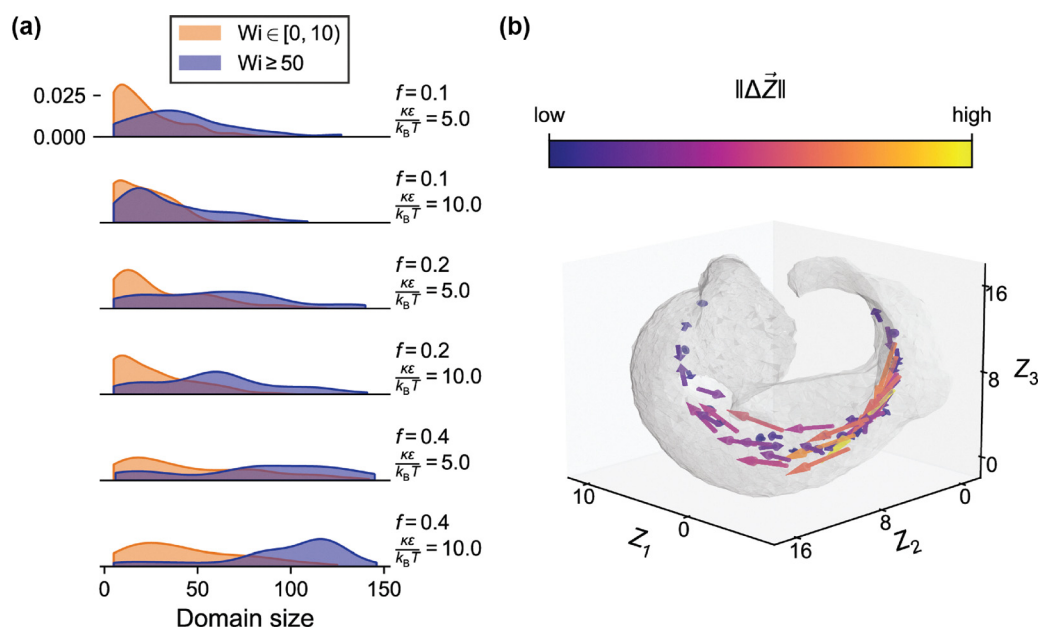 (a)
Wi ∈ [0, 10)
Wi ≥ 50
0.025
0.000
f = 0.1
κε/k_BT = 5.0
f = 0.1
κε/k_BT = 10.0
f = 0.2
κε/k_BT = 5.0
f = 0.2
κε/k_BT = 10.0
f = 0.4
κε/k_BT = 5.0
f = 0.4
κε/k_BT = 10.0
0 50 100 150
Domain size
(b)
||ΔZ⃗||
low high
16
8
0
Z₃
10 0
Z₁
16 8 0
Z₂